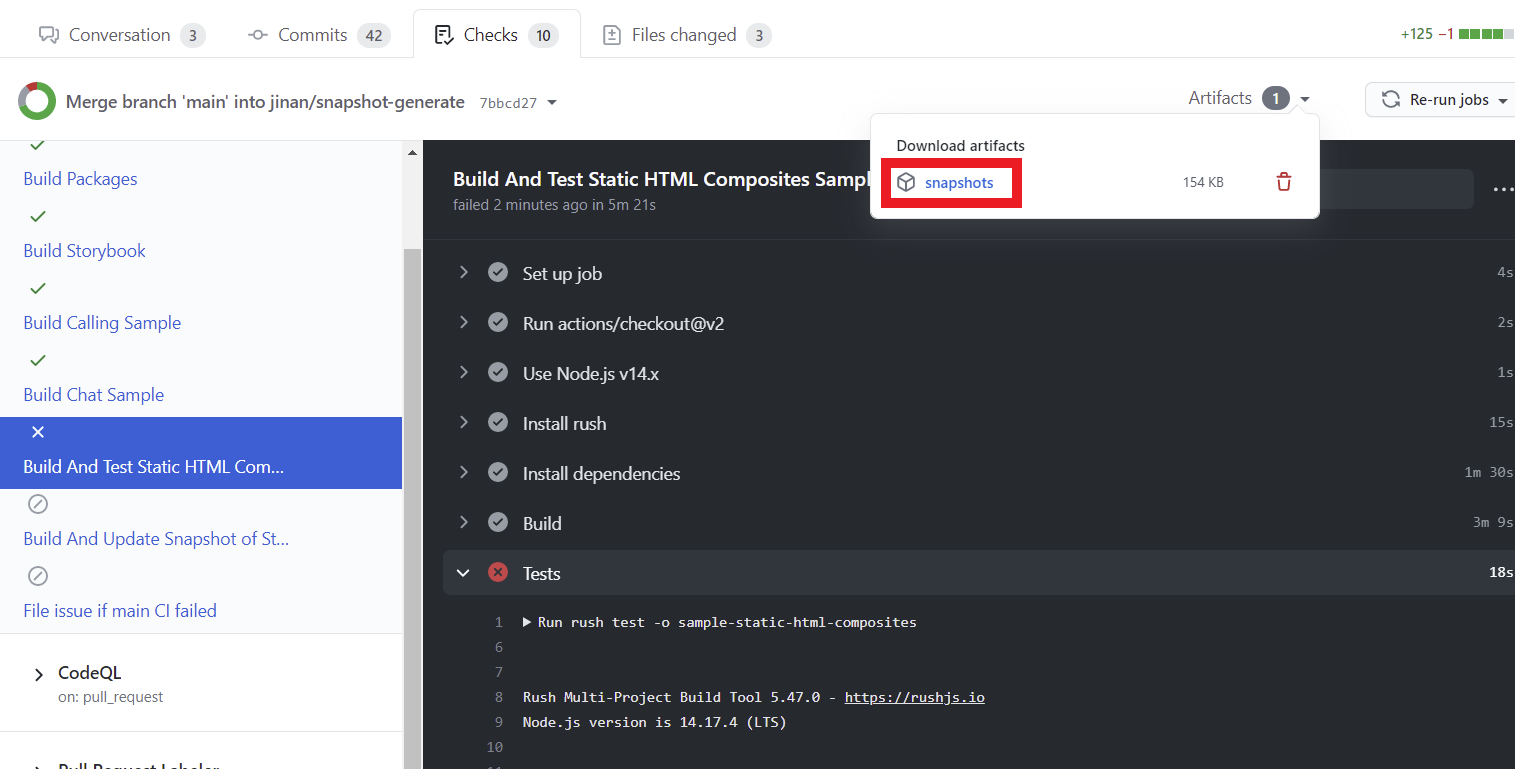 Conversation 3
Commits 42
Checks 10
Files changed 3
+125 −1
Merge branch 'main' into jinan/snapshot-generate 7bbcd27
Artifacts 1
Re-run jobs
Download artifacts
snapshots 154 KB
Build Packages
Build Storybook
Build Calling Sample
Build Chat Sample
Build And Test Static HTML Com...
Build And Update Snapshot of St...
File issue if main CI failed
CodeQL
on: pull_request
Pull Request Labeler
Build And Test Static HTML Composites Sampl
failed 2 minutes ago in 5m 21s
Set up job 4s
Run actions/checkout@v2 2s
Use Node.js v14.x 1s
Install rush 15s
Install dependencies 1m 30s
Build 3m 9s
Tests 18s
1 Run rush test -o sample-static-html-composites
6
7
8 Rush Multi-Project Build Tool 5.47.0 - https://rushjs.io
9 Node.js version is 14.17.4 (LTS)
10